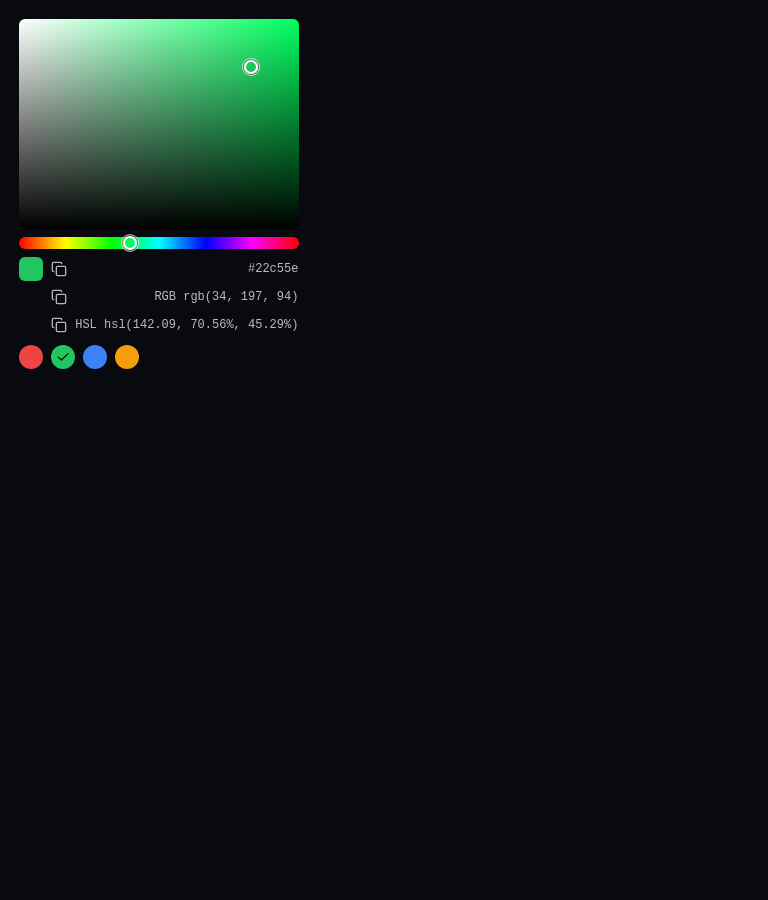 #22c55e
RGB rgb(34, 197, 94)
HSL hsl(142.09, 70.56%, 45.29%)